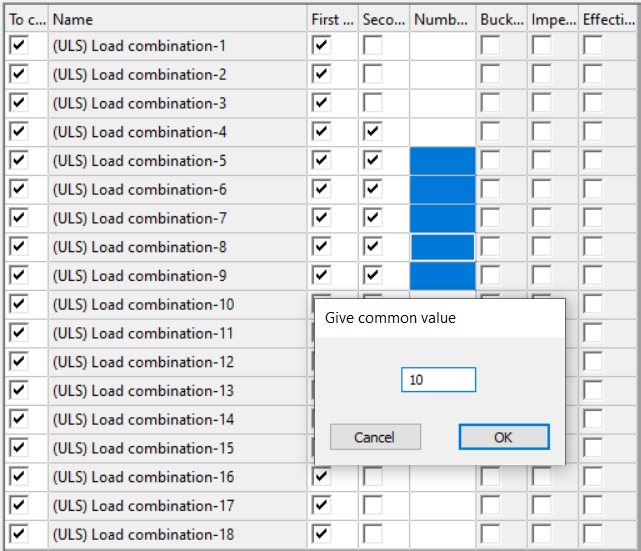 To c... Name First ... Seco... Numb... Buck... Impe... Effecti...
(ULS) Load combination-1
(ULS) Load combination-2
(ULS) Load combination-3
(ULS) Load combination-4
(ULS) Load combination-5
(ULS) Load combination-6
(ULS) Load combination-7
(ULS) Load combination-8
(ULS) Load combination-9
(ULS) Load combination-10
(ULS) Load combination-11
(ULS) Load combination-12
(ULS) Load combination-13
(ULS) Load combination-14
(ULS) Load combination-15
(ULS) Load combination-16
(ULS) Load combination-17
(ULS) Load combination-18
Give common value
10
Cancel OK